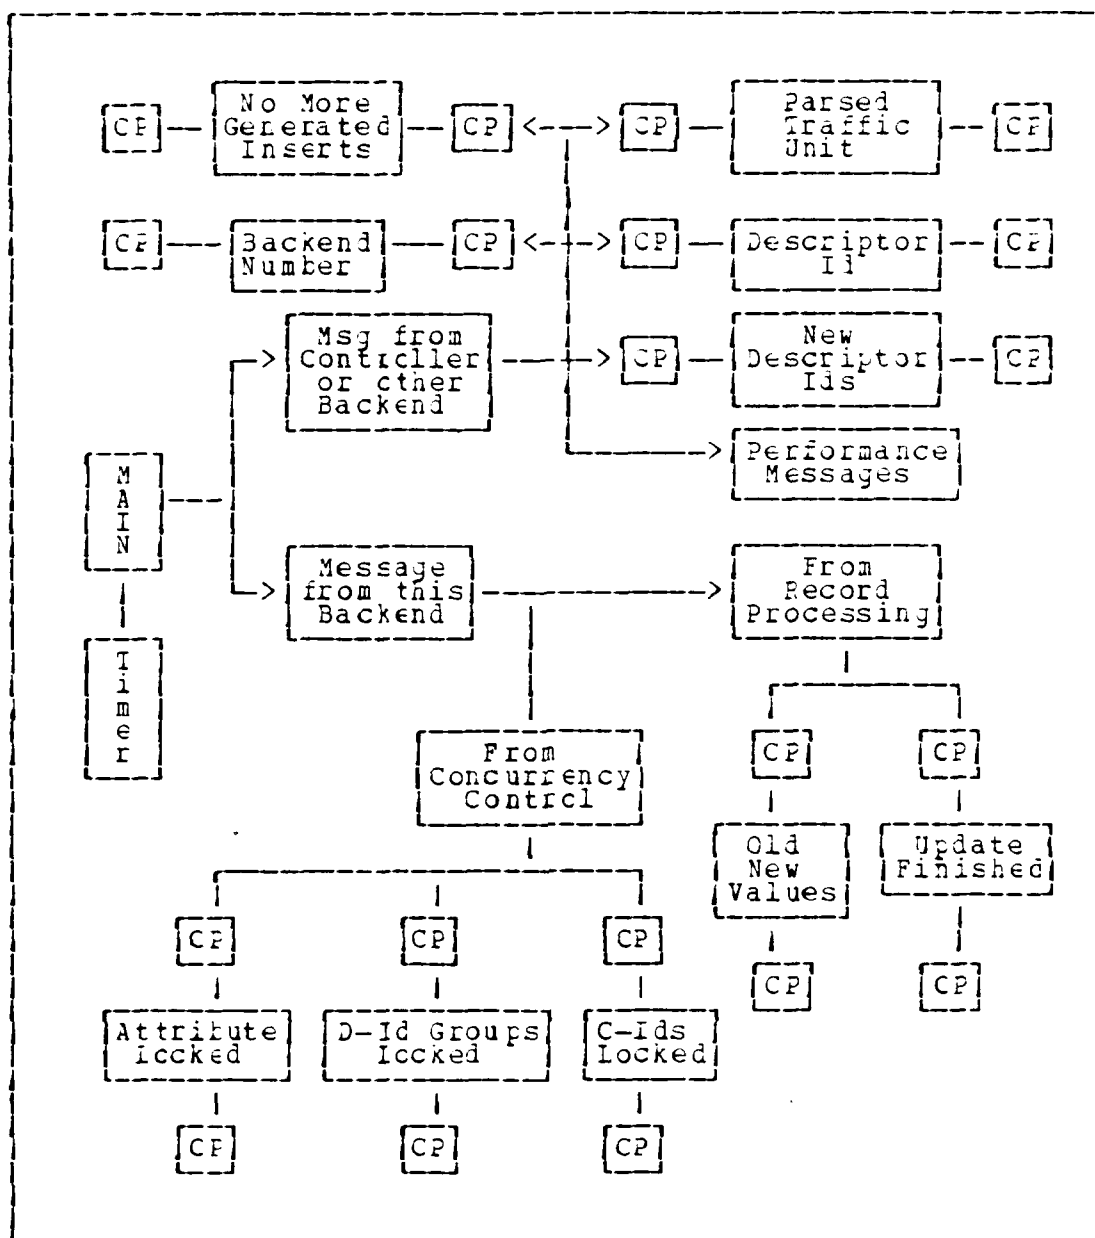 No More
Generated
Inserts
CP
CP
CP
Parsed
Traffic
Unit
CP
CP
Backend
Number
CP
CP
Descriptor
Id
CP
Msg from
Controller
or other
Backend
CP
New
Descriptor
Ids
CP
Performance
Messages
MAIN
Timer
Message
from this
Backend
From
Record
Processing
From
Concurrency
Control
CP
CP
Old
New
Values
Update
Finished
CP
CP
CP
CP
CP
Attribute
Locked
D-Id Groups
Locked
C-Ids
Locked
CP
CP
CP